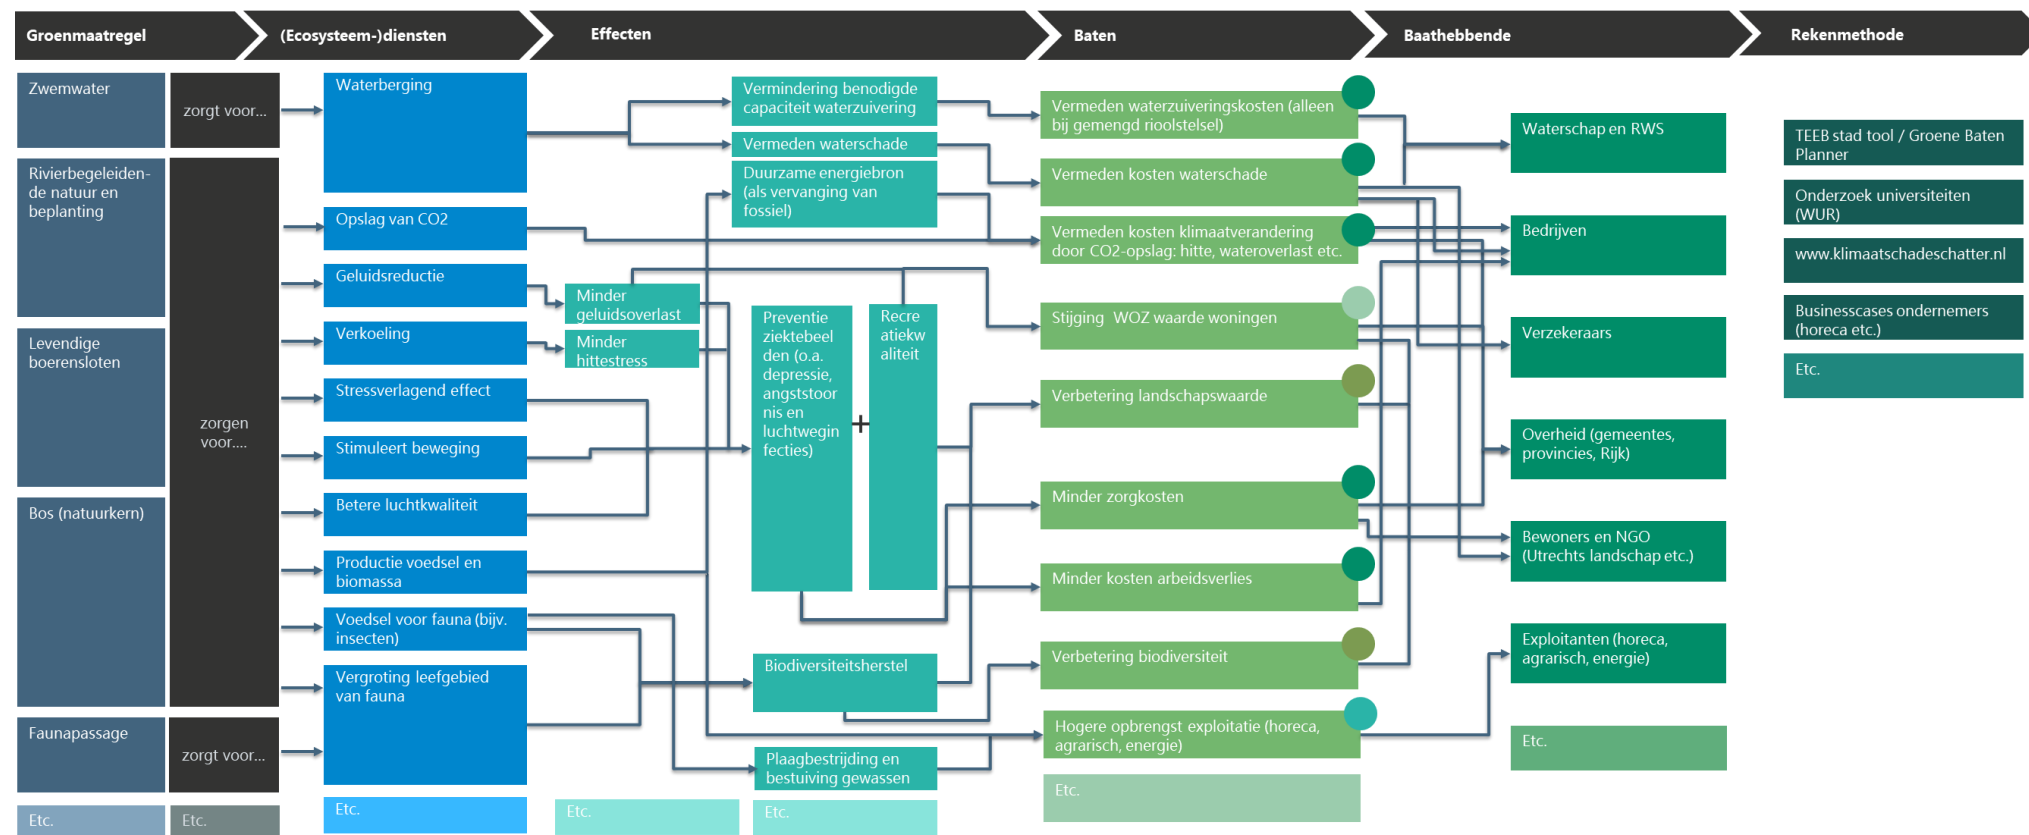 Groenmaatregel
(Ecosysteem-)diensten
Effecten
Baten
Baathebbende
Rekenmethode
Zwemwater
Rivierbegeleiden-
de natuur en
beplanting
Levendige
boerensloten
Bos (natuurkern)
Faunapassage
Etc.
zorgt voor...
zorgen
voor....
zorgt voor...
Etc.
Waterberging
Opslag van CO2
Geluidsreductie
Verkoeling
Stressverlagend effect
Stimuleert beweging
Betere luchtkwaliteit
Productie voedsel en
biomassa
Voedsel voor fauna (bijv.
insecten)
Vergroting leefgebied
van fauna
Etc.
Minder
geluidsoverlast
Minder
hittestress
Etc.
Vermindering benodigde
capaciteit waterzuivering
Vermeden waterschade
Duurzame energiebron
(als vervanging van
fossiel)
Preventie
ziektebeel
den (o.a.
depressie,
angststoor
nis en
luchtwegin
fecties)
+
Recre
atiekw
aliteit
Biodiversiteitsherstel
Plaagbestrijding en
bestuiving gewassen
Etc.
Vermeden waterzuiveringskosten (alleen
bij gemengd rioolstelsel)
Vermeden kosten waterschade
Vermeden kosten klimaatverandering
door CO2-opslag: hitte, wateroverlast etc.
Stijging WOZ waarde woningen
Verbetering landschapswaarde
Minder zorgkosten
Minder kosten arbeidsverlies
Verbetering biodiversiteit
Hogere opbrengst exploitatie (horeca,
agrarisch, energie)
Etc.
Waterschap en RWS
Bedrijven
Verzekeraars
Overheid (gemeentes,
provincies, Rijk)
Bewoners en NGO
(Utrechts landschap etc.)
Exploitanten (horeca,
agrarisch, energie)
Etc.
TEEB stad tool / Groene Baten
Planner
Onderzoek universiteiten
(WUR)
www.klimaatschadeschatter.nl
Businesscases ondernemers
(horeca etc.)
Etc.